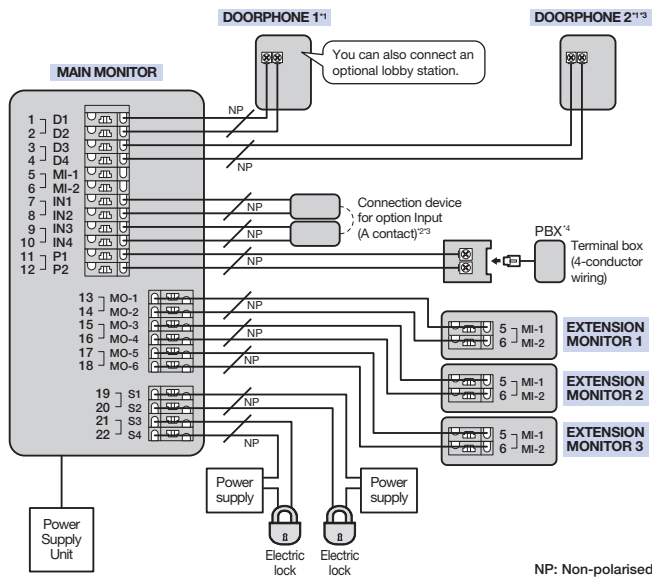 DOORPHONE 1*1
DOORPHONE 2*1*3
You can also connect an
optional lobby station.
MAIN MONITOR
NP
1 D1
2 D2
3 D3
4 D4
NP
5 MI-1
6 MI-2
7 IN1
8 IN2
NP
9 IN3
10 IN4
NP
Connection device
for option Input
(A contact)*2*3
11 P1
12 P2
NP
PBX*4
Terminal box
(4-conductor
wiring)
13 MO-1
14 MO-2
NP
15 MO-3
16 MO-4
NP
17 MO-5
18 MO-6
NP
5 MI-1
6 MI-2
EXTENSION
MONITOR 1
5 MI-1
6 MI-2
EXTENSION
MONITOR 2
5 MI-1
6 MI-2
EXTENSION
MONITOR 3
19 S1
20 S2
NP
21 S3
22 S4
NP
Power
supply
Power
supply
Electric
lock
Electric
lock
Power
Supply
Unit
NP: Non-polarised